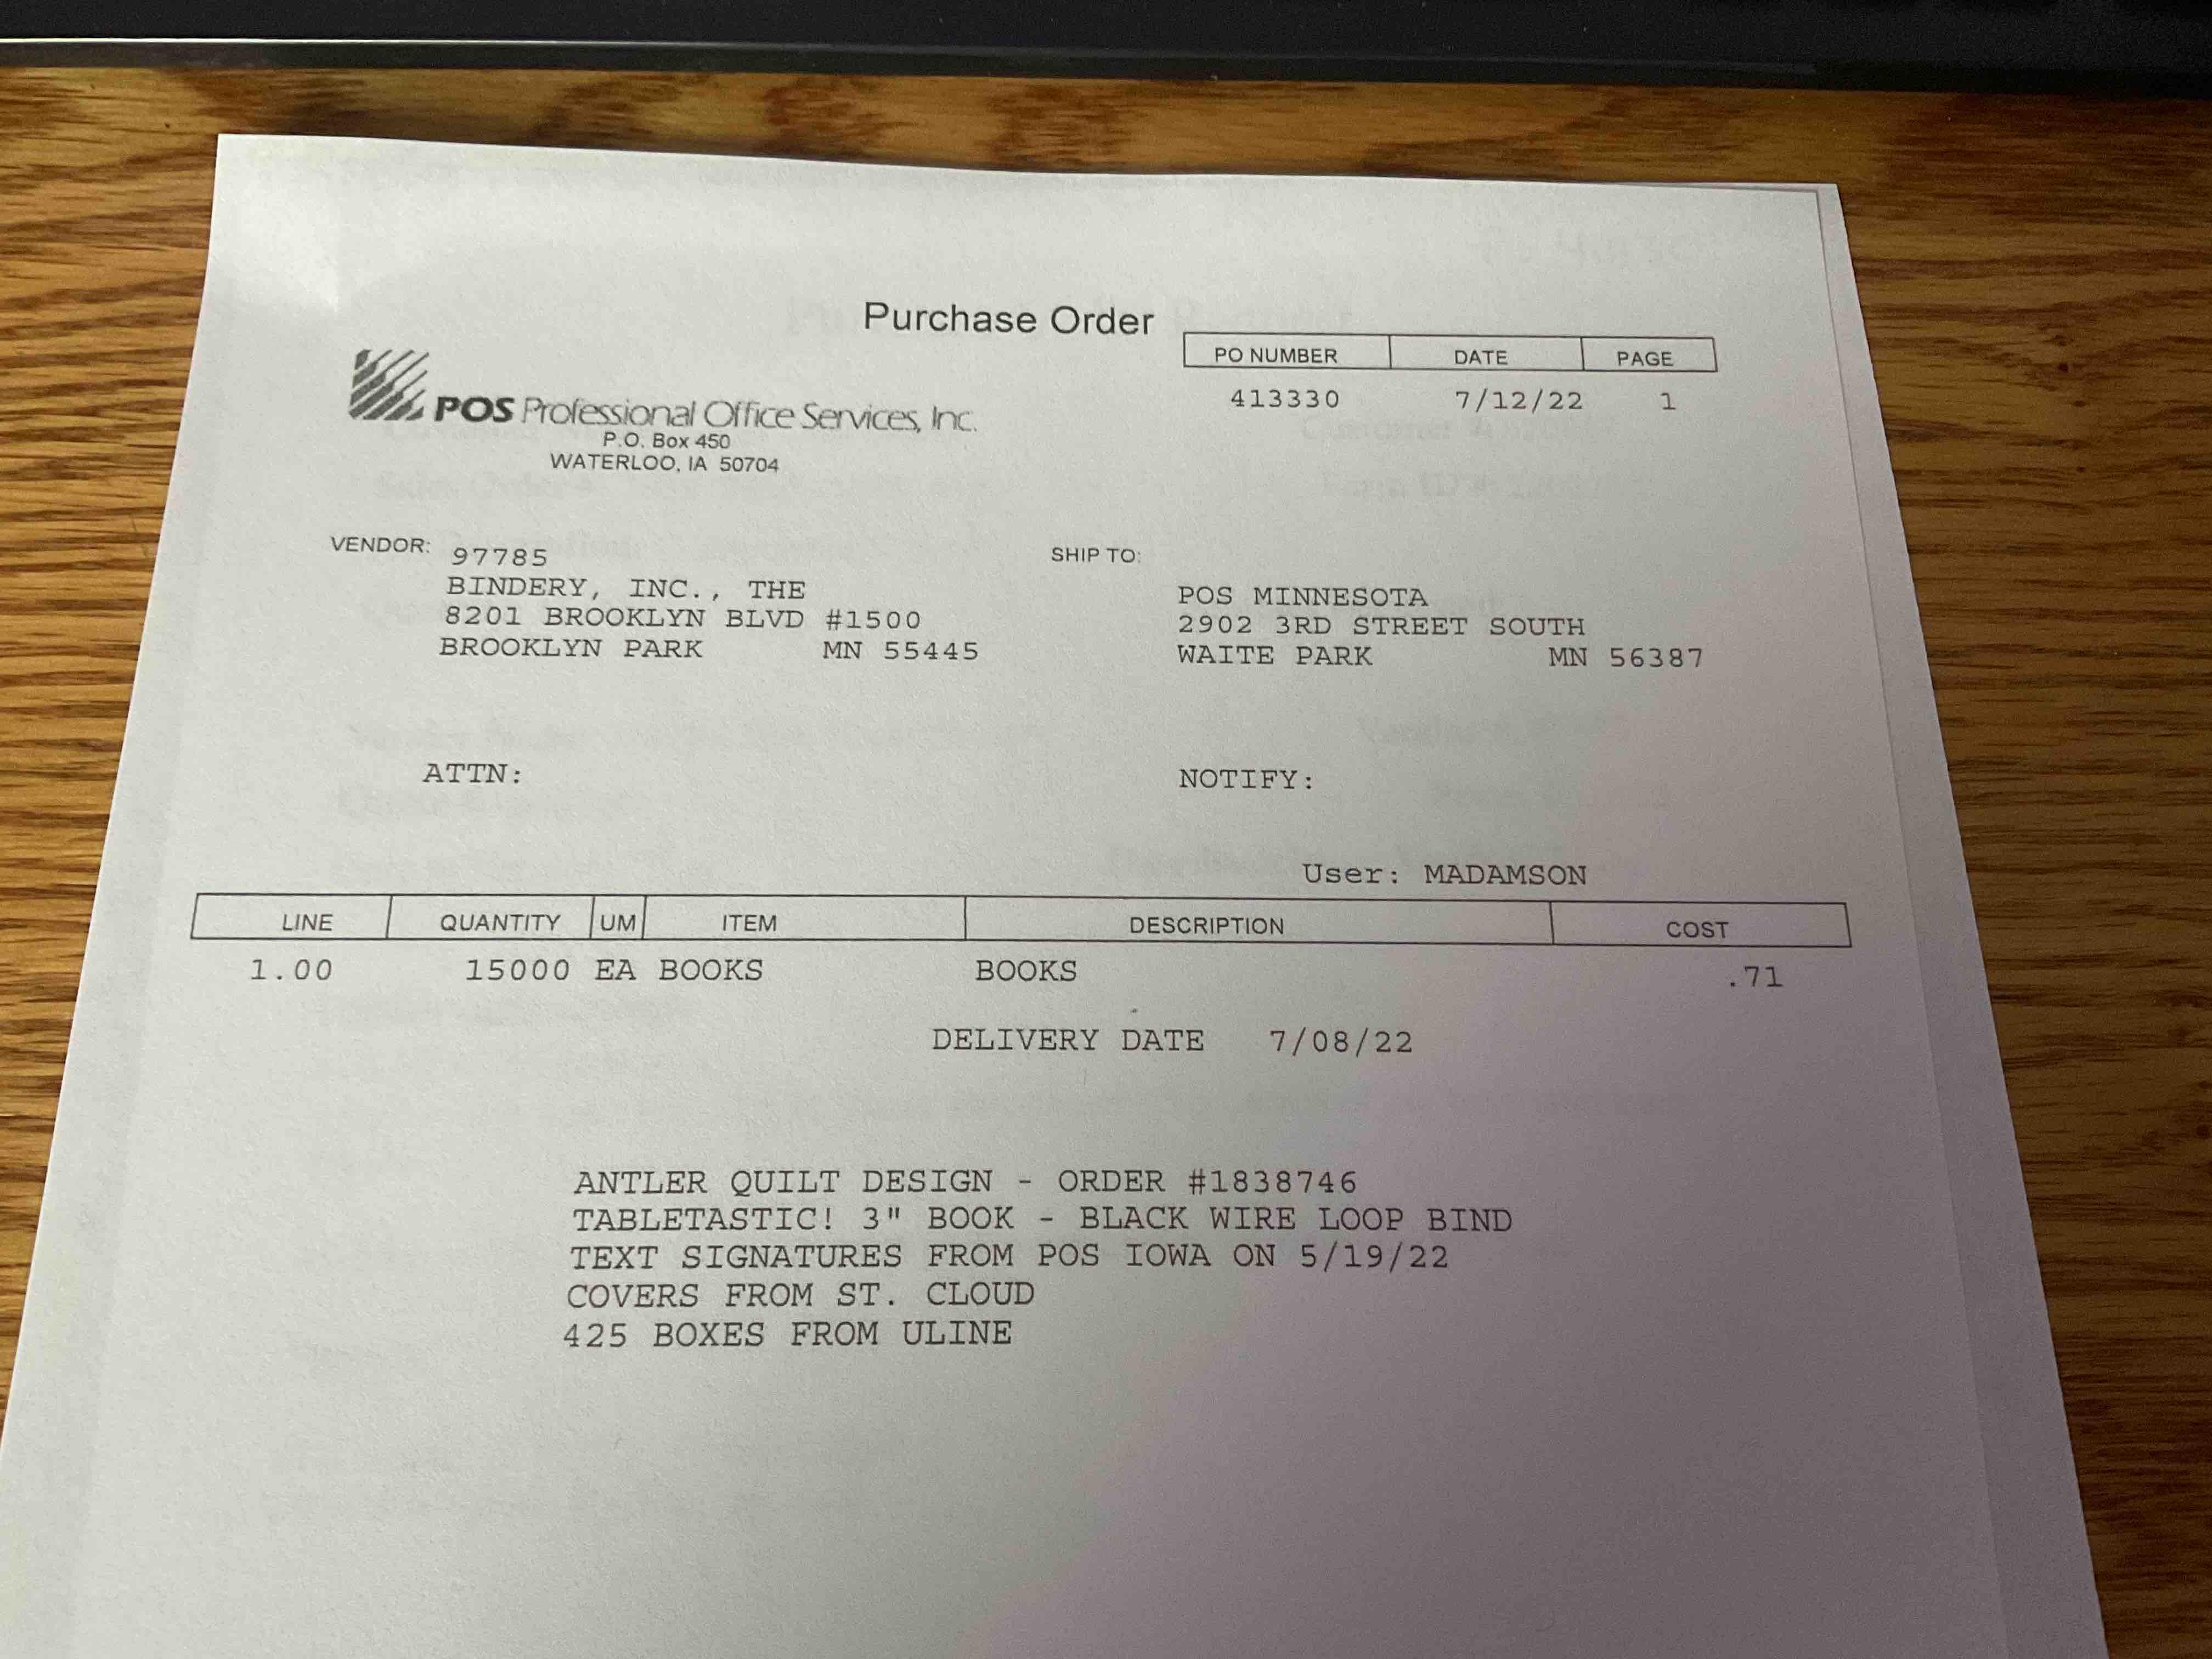 Purchase Order
PO NUMBER DATE PAGE
413330 7/12/22 1
POS Professional Office Services, Inc.
P.O. Box 450
WATERLOO, IA 50704
VENDOR: 97785
BINDERY, INC., THE
8201 BROOKLYN BLVD #1500
BROOKLYN PARK MN 55445
SHIP TO:
POS MINNESOTA
2902 3RD STREET SOUTH
WAITE PARK MN 56387
ATTN: NOTIFY:
User: MADAMSON
LINE QUANTITY UM ITEM DESCRIPTION COST
1.00 15000 EA BOOKS BOOKS .71
DELIVERY DATE 7/08/22
ANTLER QUILT DESIGN - ORDER #1838746
TABLETASTIC! 3" BOOK - BLACK WIRE LOOP BIND
TEXT SIGNATURES FROM POS IOWA ON 5/19/22
COVERS FROM ST. CLOUD
425 BOXES FROM ULINE